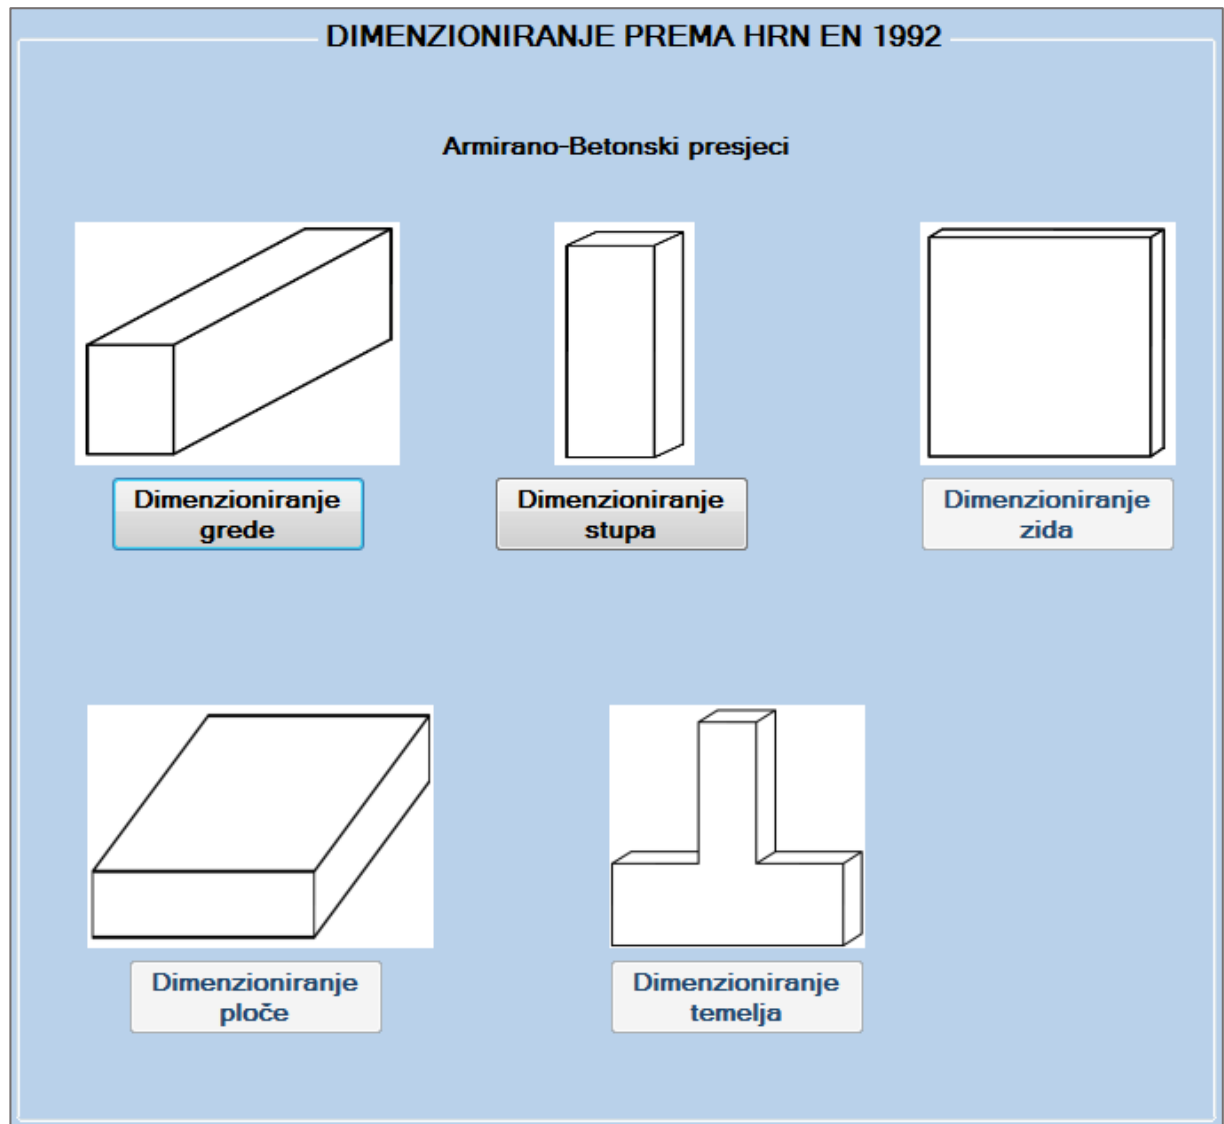 DIMENZIONIRANJE PREMA HRN EN 1992
Armirano-Betonski presjeci
Dimenzioniranje
grede
Dimenzioniranje
stupa
Dimenzioniranje
zida
Dimenzioniranje
ploče
Dimenzioniranje
temelja